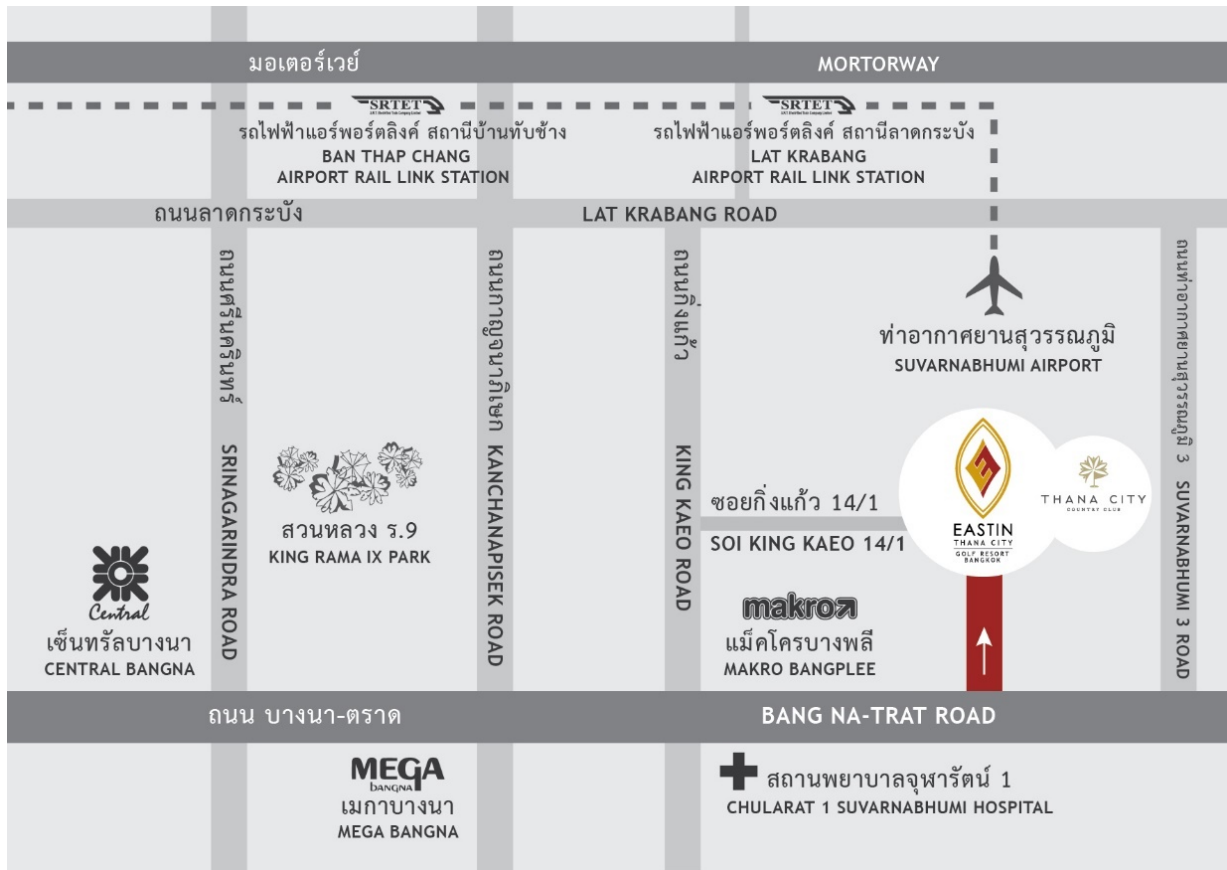 มอเตอร์เวย์
MORTORWAY
SRTET
SRTET
รถไฟฟ้าแอร์พอร์ตลิงค์ สถานีบ้านทับช้าง
BAN THAP CHANG
AIRPORT RAIL LINK STATION
รถไฟฟ้าแอร์พอร์ตลิงค์ สถานีลาดกระบัง
LAT KRABANG
AIRPORT RAIL LINK STATION
ถนนลาดกระบัง
LAT KRABANG ROAD
ถนนศรีนครินทร์ SRINAGARINDRA ROAD
ถนนกาญจนาภิเษก KANCHANAPISEK ROAD
ถนนกิ่งแก้ว KING KAEO ROAD
ถนนท่าอากาศยานสุวรรณภูมิ 3 SUVARNABHUMI 3 ROAD
ท่าอากาศยานสุวรรณภูมิ
SUVARNABHUMI AIRPORT
สวนหลวง ร.9
KING RAMA IX PARK
ซอยกิ่งแก้ว 14/1
SOI KING KAEO 14/1
EASTIN
THANA CITY
GOLF RESORT
BANGKOK
THANA CITY
COUNTRY CLUB
Central
เซ็นทรัลบางนา
CENTRAL BANGNA
makro
แม็คโครบางพลี
MAKRO BANGPLEE
ถนน บางนา-ตราด
BANG NA-TRAT ROAD
MEGA
BANGNA
เมกาบางนา
MEGA BANGNA
สถานพยาบาลจุฬารัตน์ 1
CHULARAT 1 SUVARNABHUMI HOSPITAL